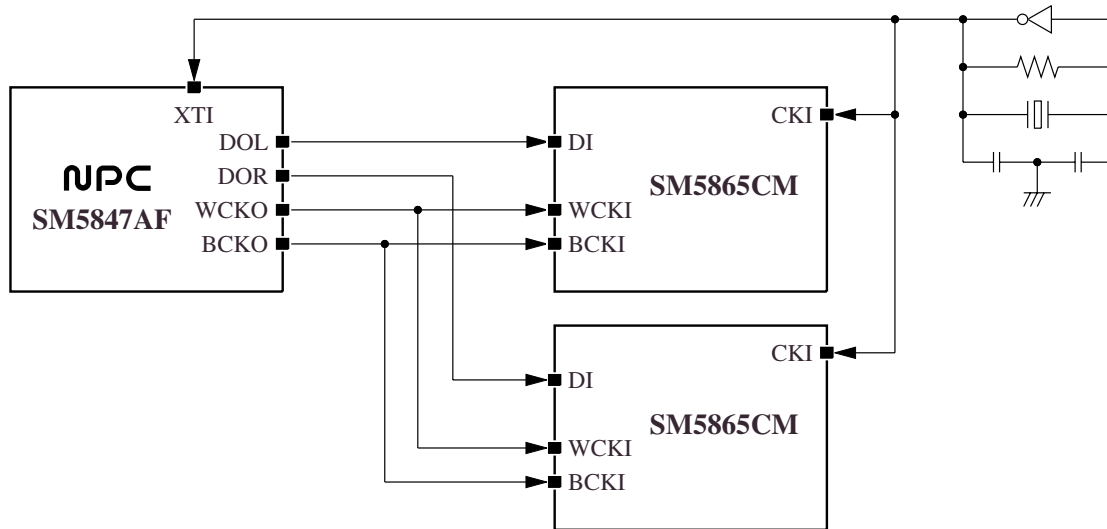 XTI
DOL
DOR
WCKO
BCKO
NPC
SM5847AF
CKI
DI
SM5865CM
WCKI
BCKI
CKI
DI
SM5865CM
WCKI
BCKI